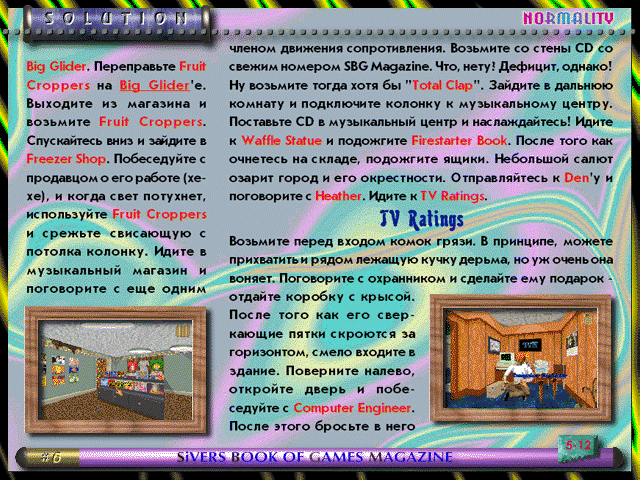 SOLUTION
NORMALITY
Big Glider. Переправьте Fruit
Croppers на Big Glider'е.
Выходите из магазина и
возьмите Fruit Croppers.
Спускайтесь вниз и зайдите в
Freezer Shop. Побеседуйте с
продавцом о его работе (хе-
хе), и когда свет потухнет,
используйте Fruit Croppers
и срежьте свисающую с
потолка колонку. Идите в
музыкальный магазин и
поговорите с еще одним
членом движения сопротивления. Возьмите со стены CD со
свежим номером SBG Magazine. Что, нету! Дефицит, однако!
Ну возьмите тогда хотя бы "Total Clap". Зайдите в дальнюю
комнату и подключите колонку к музыкальному центру.
Поставьте CD в музыкальный центр и наслаждайтесь! Идите
к Waffle Statue и подожгите Firestarter Book. После того как
очнетесь на складе, подожгите ящики. Небольшой салют
озарит город и его окрестности. Отправляйтесь к Den'у и
поговорите с Heather. Идите к TV Ratings.
TV Ratings
Возьмите перед входом комок грязи. В принципе, можете
прихватить и рядом лежащую кучку дерьма, но уж очень она
воняет. Поговорите с охранником и сделайте ему подарок -
отдайте коробку с крысой.
После того как его свер-
кающие пятки скроются за
горизонтом, смело входите в
здание. Поверните налево,
откройте дверь и побе-
седуйте с Computer Engineer.
После этого бросьте в него
#6
SiVERS BOOK OF GAMES MAGAZINE
5-12